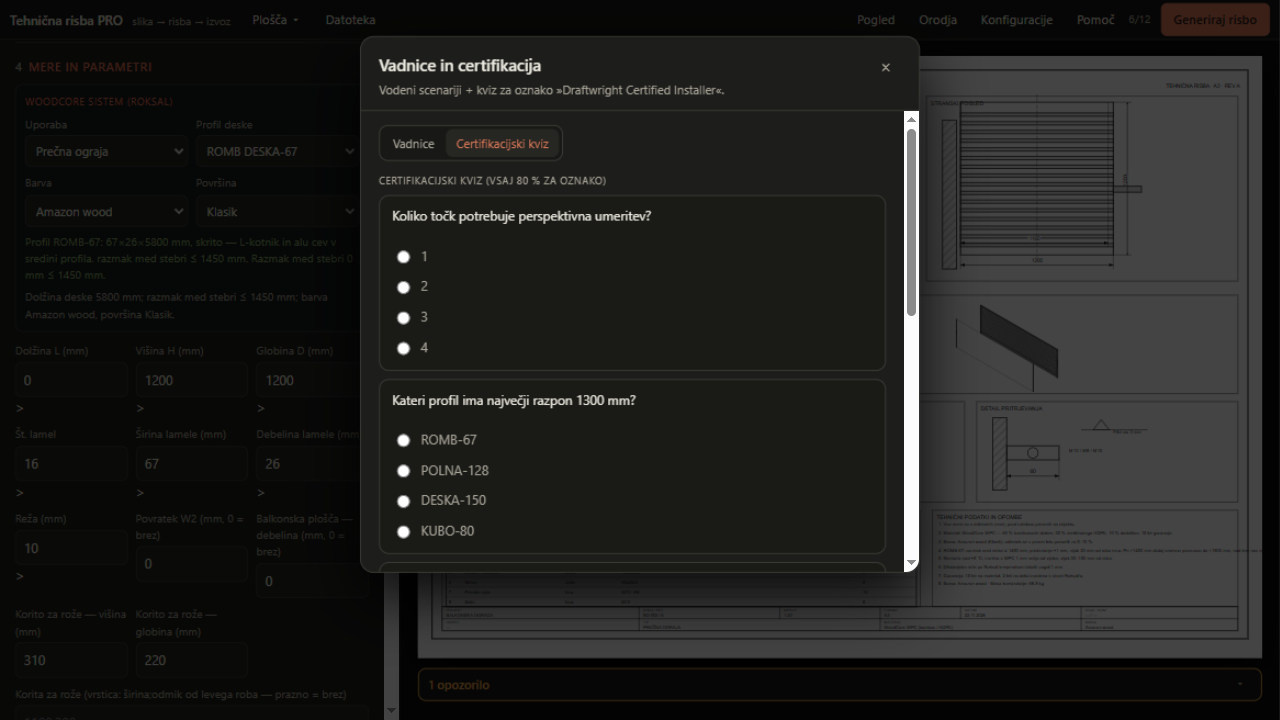 Tehnična risba PRO slika → risba → izvoz Plošča Datoteka Pogled Orodja Konfiguracije Pomoč 6/12 Generiraj risbo
4 MERE IN PARAMETRI
WOODCORE SISTEM (ROKSAL)
Uporaba Profil deske
Prečna ograja ROMB DESKA-67
Barva Površina
Amazon wood Klasik
Profil ROMB-67: 67×26×5800 mm, skrito — L-kotnik in alu cev v
sredini profila. razmak med stebri ≤ 1450 mm. Razmak med stebri 0
mm ≤ 1450 mm.
Dolžina deske 5800 mm; razmak med stebri ≤ 1450 mm; barva
Amazon wood, površina Klasik.
Dolžina L (mm) Višina H (mm) Globina D (mm)
0 1200 1200
> > >
Št. lamel Širina lamele (mm) Debelina lamele (mm)
16 67 26
> > >
Reža (mm) Povratek W2 (mm, 0 = brez) Balkonska plošča — debelina (mm, 0 = brez)
10 0 0
>
Korito za rože — višina (mm) Korito za rože — globina (mm)
310 220
Korita za rože (vrstica: širina;odmik od levega roba — prazno = brez)
Vadnice in certifikacija ×
Vodeni scenariji + kviz za oznako »Draftwright Certified Installer«.
Vadnice Certifikacijski kviz
CERTIFIKACIJSKI KVIZ (VSAJ 80 % ZA OZNAKO)
Koliko točk potrebuje perspektivna umeritev?
1
2
3
4
Kateri profil ima največji razpon 1300 mm?
ROMB-67
POLNA-128
DESKA-150
KUBO-80
TEHNIČNA RISBA · A3 · REV A
1200
DETAIL PRITRJEVANJA
TEHNIČNI PODATKI IN OPOMBE
1 opozorilo